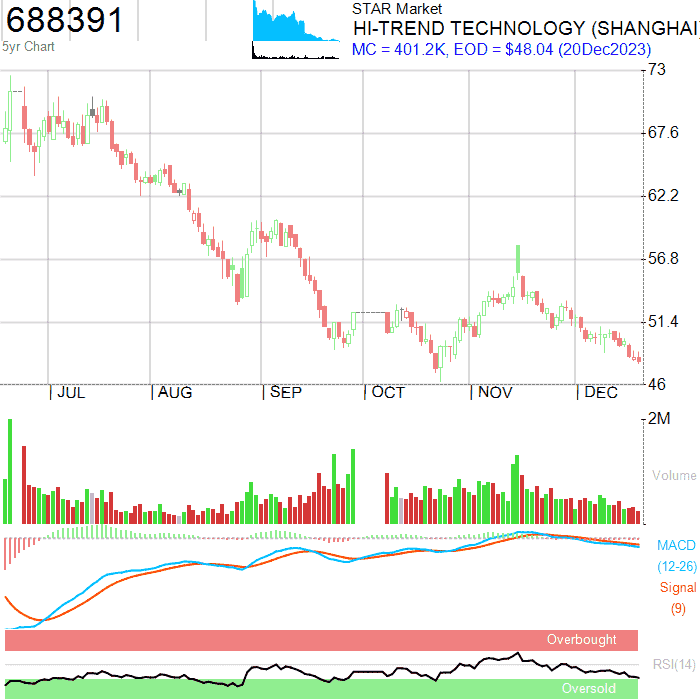 688391
5yr Chart
STAR Market
HI-TREND TECHNOLOGY (SHANGHAI)
MC = 401.2K, EOD = $48.04 (20Dec2023)
73
67.6
62.2
56.8
51.4
46
JUL AUG SEP OCT NOV DEC
2M
Volume
MACD
(12-26)
Signal
(9)
Overbought
RSI(14)
Oversold